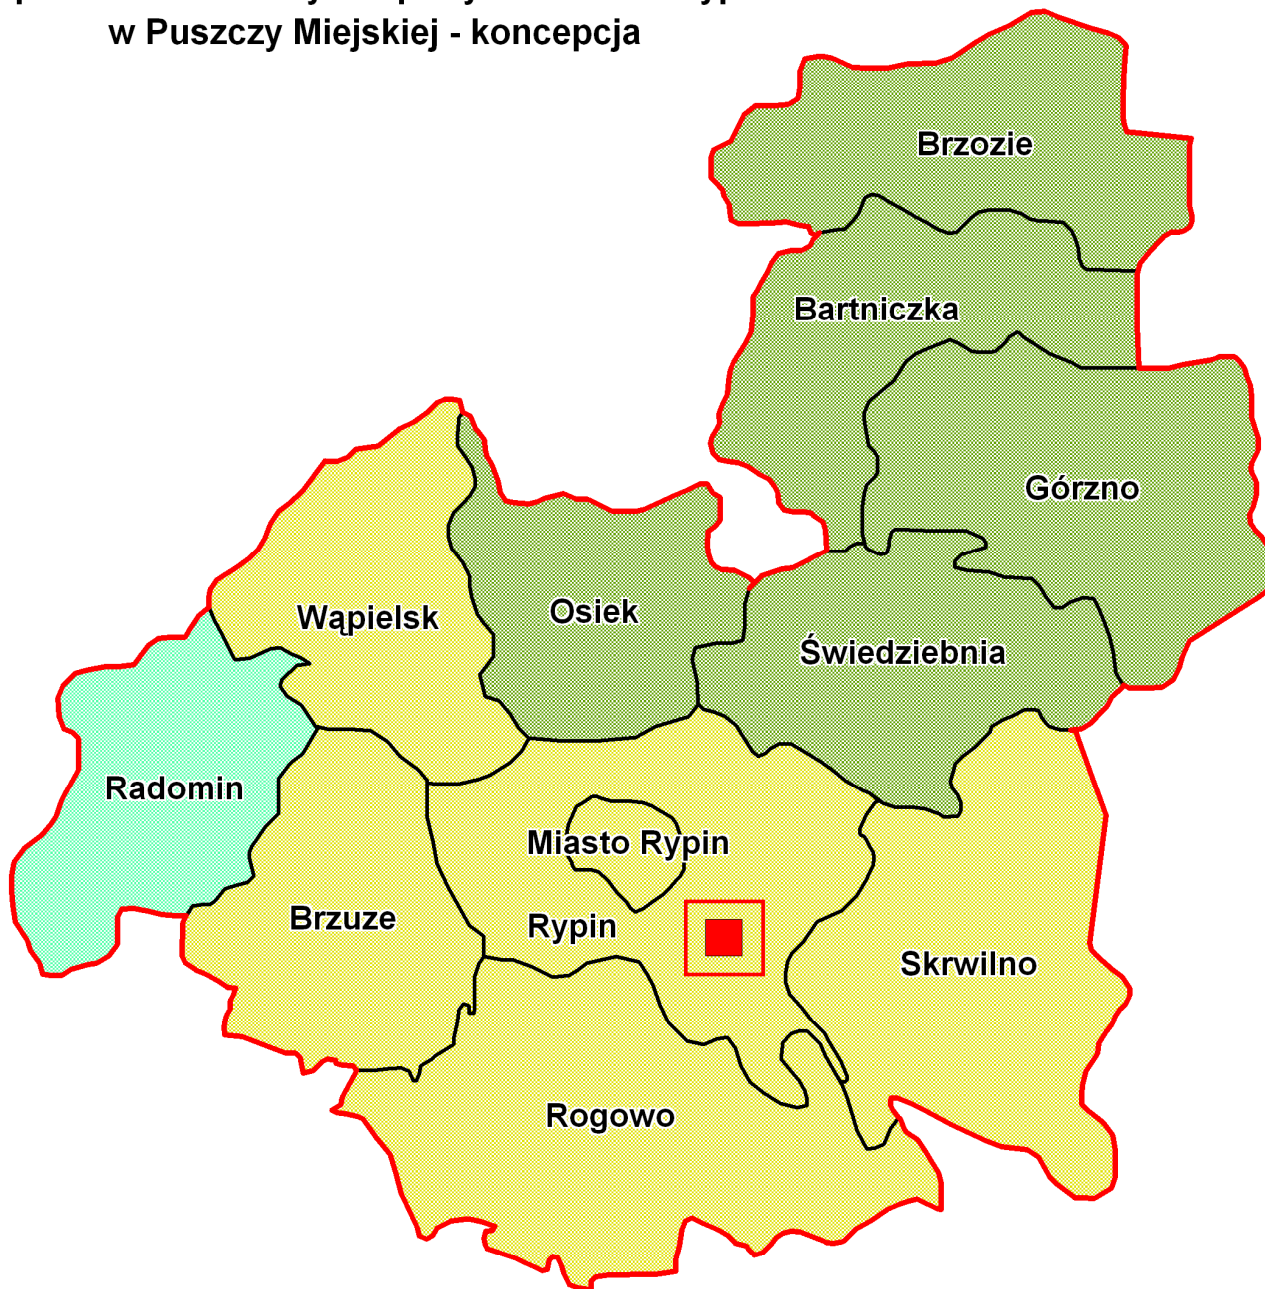 w Puszczy Miejskiej - koncepcja
Brzozie
Bartniczka
Górzno
Wąpielsk
Osiek
Świedziebnia
Radomin
Miasto Rypin
Brzuze
Rypin
Skrwilno
Rogowo